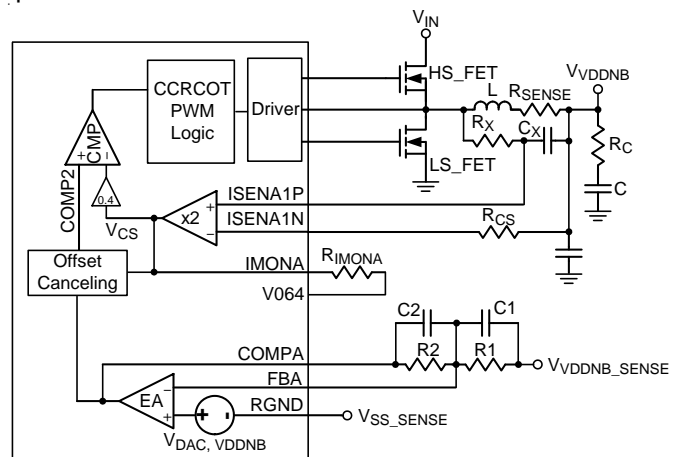 V_IN
HS_FET
CCRCOT
PWM
Logic
Driver
L
R_SENSE
V_VDDNB
R_X
C_X
R_C
LS_FET
C
CMP
+
−
0.4
COMP2
V_CS
x2
+
−
ISENA1P
ISENA1N
R_CS
Offset
Canceling
IMONA
R_IMONA
V064
C2
C1
COMPA
R2
R1
V_VDDNB_SENSE
FBA
EA
−
+
+
-
RGND
V_SS_SENSE
V_DAC, VDDNB